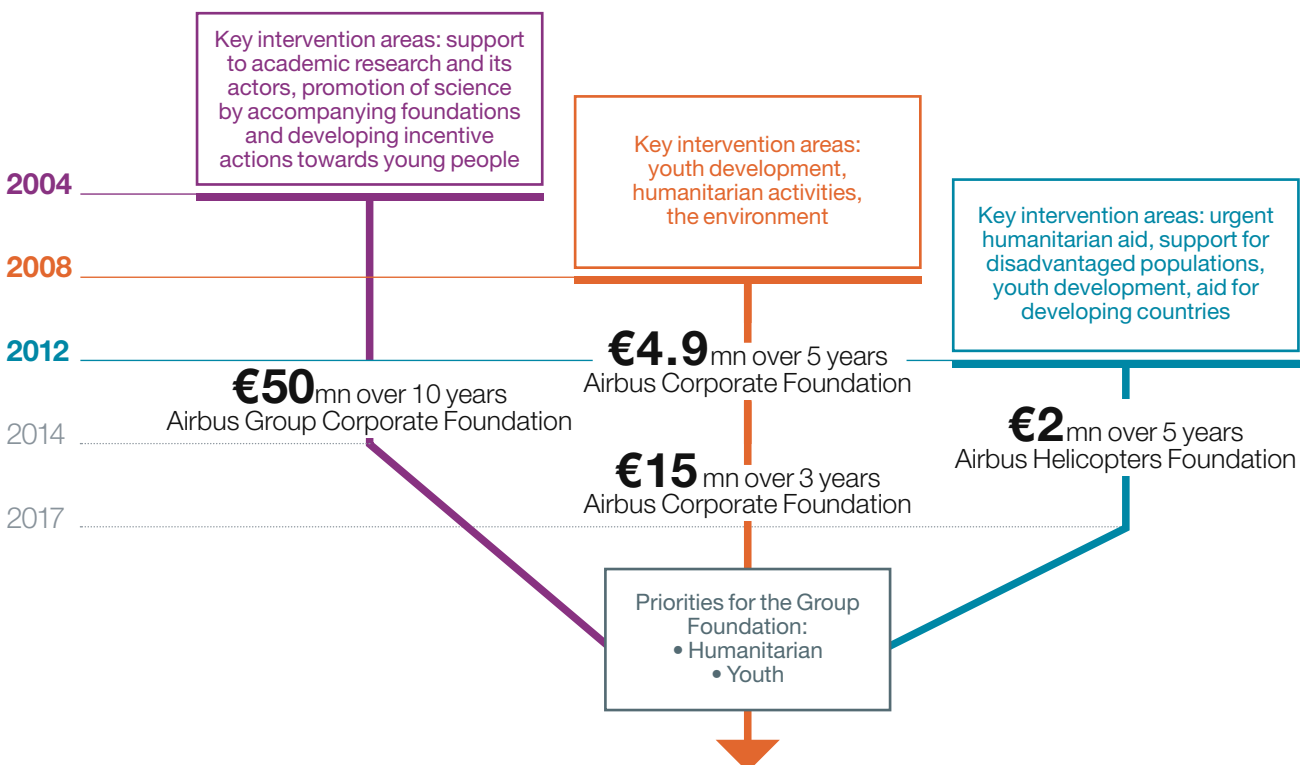 Key intervention areas: support
to academic research and its
actors, promotion of science
by accompanying foundations
and developing incentive
actions towards young people
2004
Key intervention areas:
youth development,
humanitarian activities,
the environment
2008
Key intervention areas: urgent
humanitarian aid, support for
disadvantaged populations,
youth development, aid for
developing countries
2012
€4.9mn over 5 years
Airbus Corporate Foundation
€50mn over 10 years
Airbus Group Corporate Foundation
€2mn over 5 years
Airbus Helicopters Foundation
2014
€15 mn over 3 years
Airbus Corporate Foundation
2017
Priorities for the Group
Foundation:
• Humanitarian
• Youth